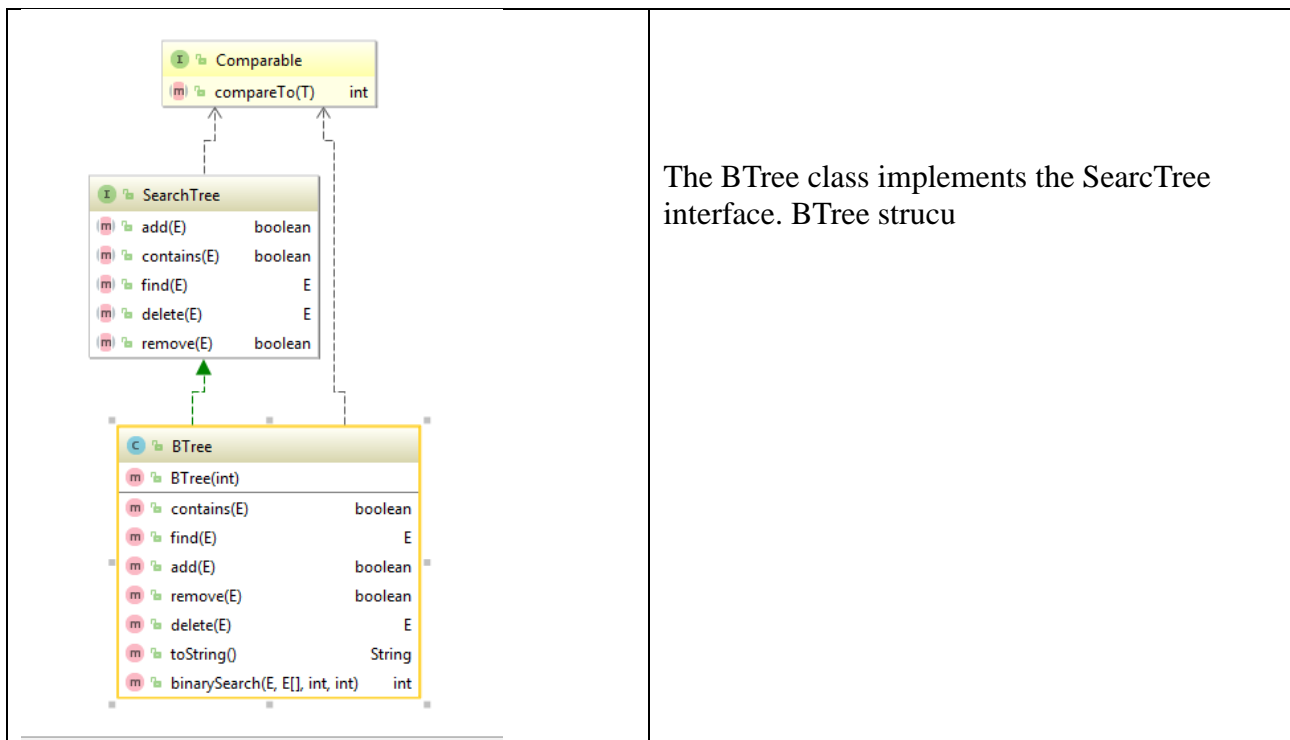 Comparable
compareTo(T) int
SearchTree
add(E) boolean
contains(E) boolean
find(E) E
delete(E) E
remove(E) boolean
BTree
BTree(int)
contains(E) boolean
find(E) E
add(E) boolean
remove(E) boolean
delete(E) E
toString() String
binarySearch(E, E[], int, int) int
The BTree class implements the SearcTree
interface. BTree strucu